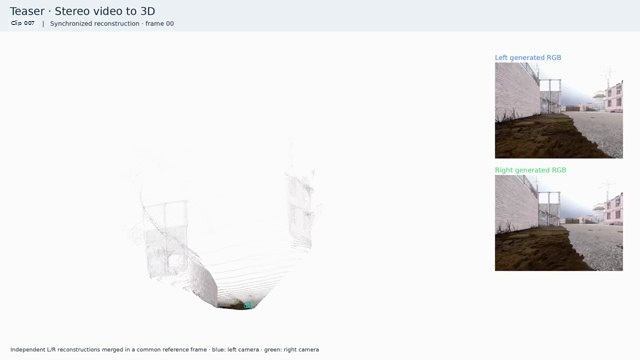 Teaser · Stereo video to 3D
Clip 007 | Synchronized reconstruction · frame 00
Left generated RGB
Right generated RGB
Independent L/R reconstructions merged in a common reference frame · blue: left camera · green: right camera